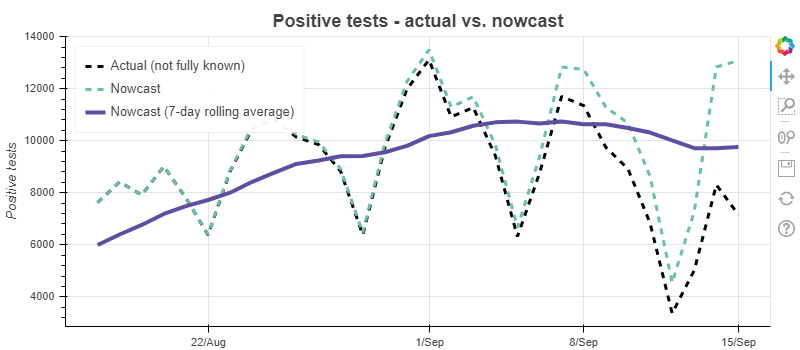 Positive tests - actual vs. nowcast
14000
12000
10000
8000
6000
4000
Positive tests
Actual (not fully known)
Nowcast
Nowcast (7-day rolling average)
22/Aug
1/Sep
8/Sep
15/Sep